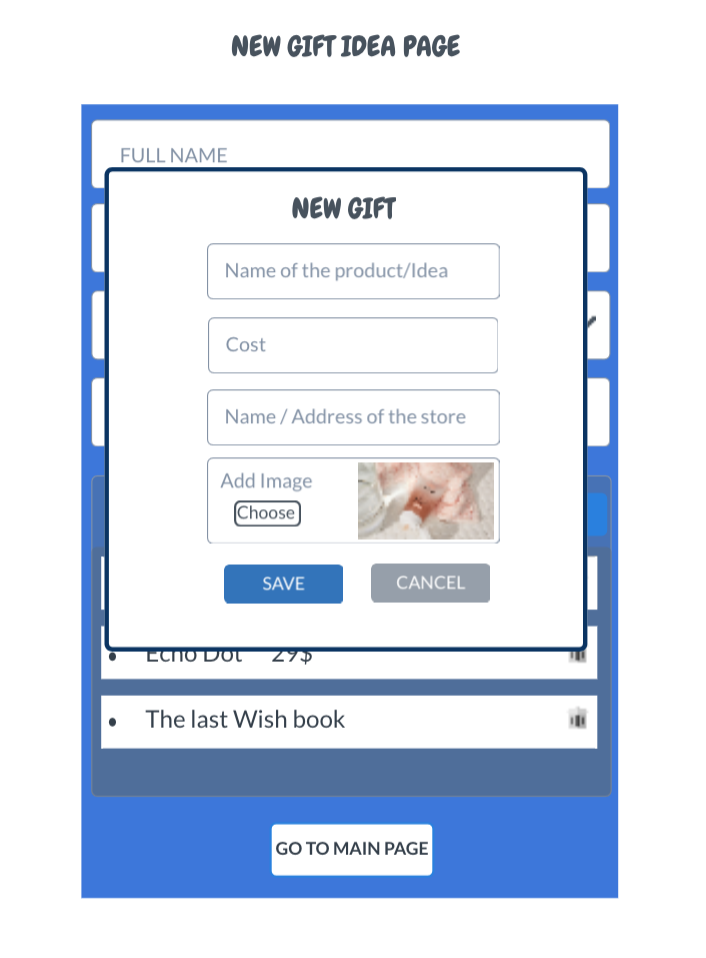 NEW GIFT IDEA PAGE
FULL NAME
NEW GIFT
Name of the product/Idea
Cost
Name / Address of the store
Add Image
Choose
SAVE
CANCEL
• Echo Dot 29$
• The last Wish book
GO TO MAIN PAGE